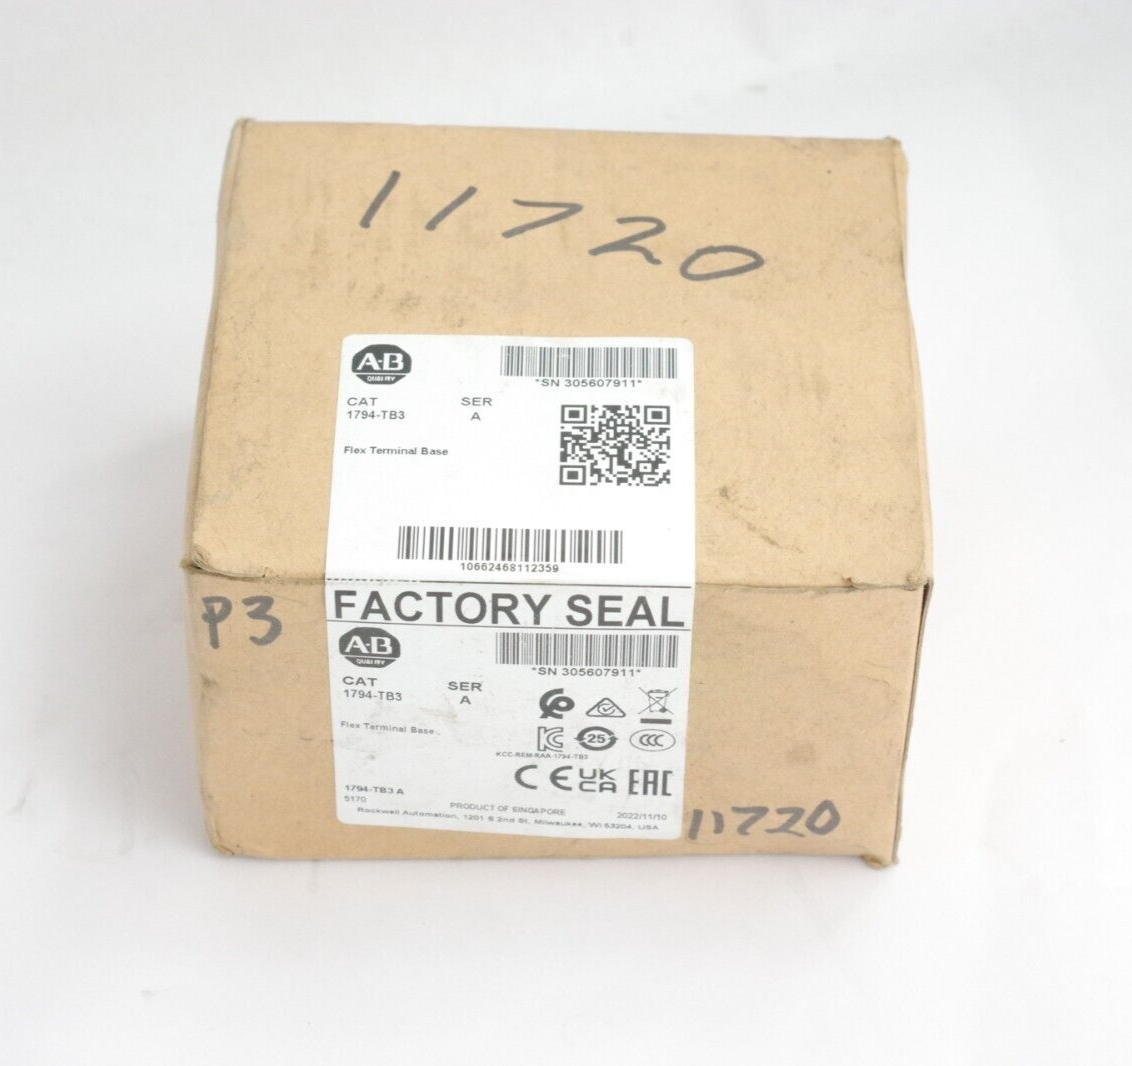 11720
A-B
QUALITY
*SN 305607911*
CAT SER
1794-TB3 A
Flex Terminal Base
10662468112359
FACTORY SEAL
P3
A-B
QUALITY
*SN 305607911*
CAT SER
1794-TB3 A
Flex Terminal Base
25
KCC-REM-RAA-1794-TB3
CE UK CA EAC
1794-TB3 A
5170
PRODUCT OF SINGAPORE
2022/11/10
Rockwell Automation, 1201 S 2nd St, Milwaukee, WI 53204, USA
11720